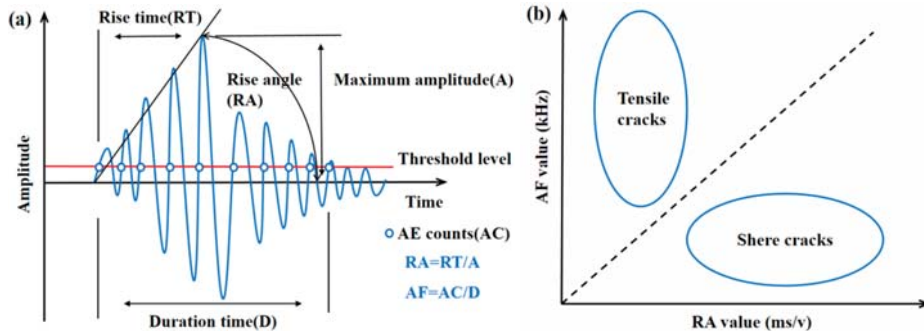 (a)
Rise time(RT)
Amplitude
Rise angle
(RA)
Maximum amplitude(A)
Threshold level
Time
AE counts(AC)
RA=RT/A
AF=AC/D
Duration time(D)
(b)
AF value (kHz)
Tensile
cracks
Shere cracks
RA value (ms/v)